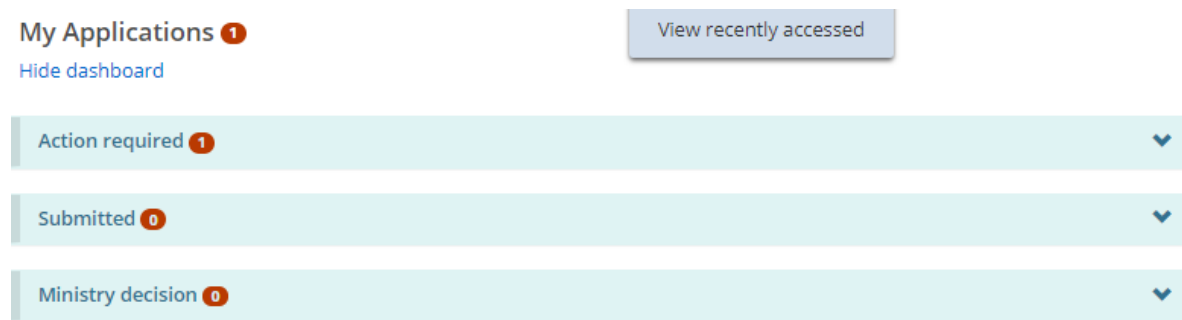 My Applications 1
View recently accessed
Hide dashboard
Action required 1
Submitted 0
Ministry decision 0